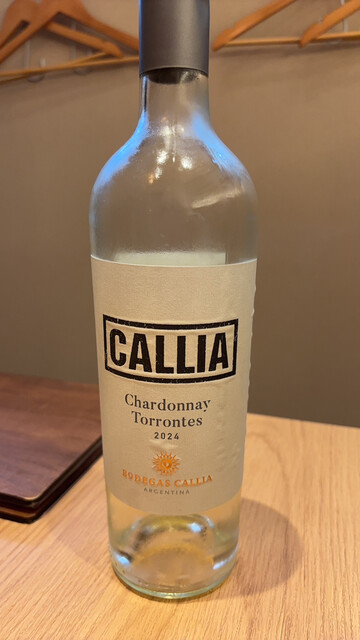 CALLIA
Chardonnay
Torrontes
2024
BODEGAS CALLIA
ARGENTINA